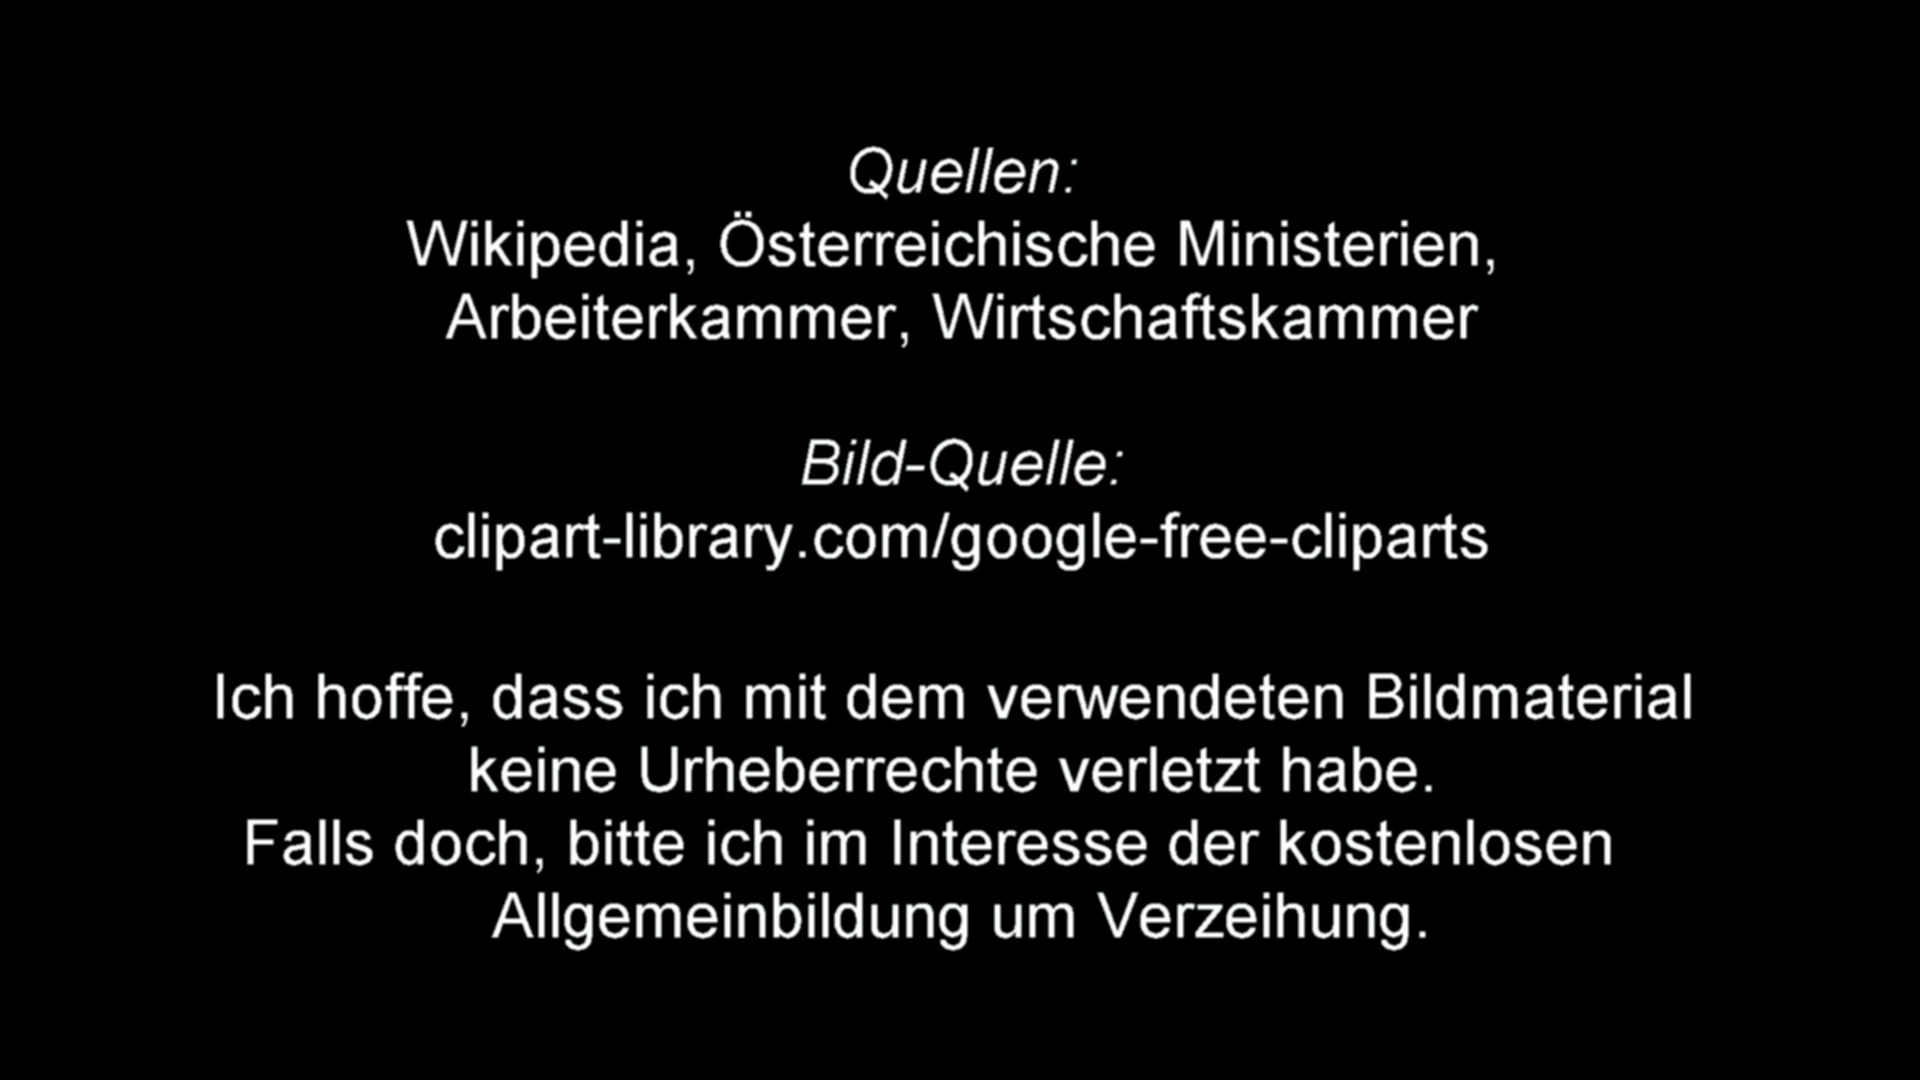 Quellen:
Wikipedia, Österreichische Ministerien,
Arbeiterkammer, Wirtschaftskammer
Bild-Quelle:
clipart-library.com/google-free-cliparts
Ich hoffe, dass ich mit dem verwendeten Bildmaterial
keine Urheberrechte verletzt habe.
Falls doch, bitte ich im Interesse der kostenlosen
Allgemeinbildung um Verzeihung.